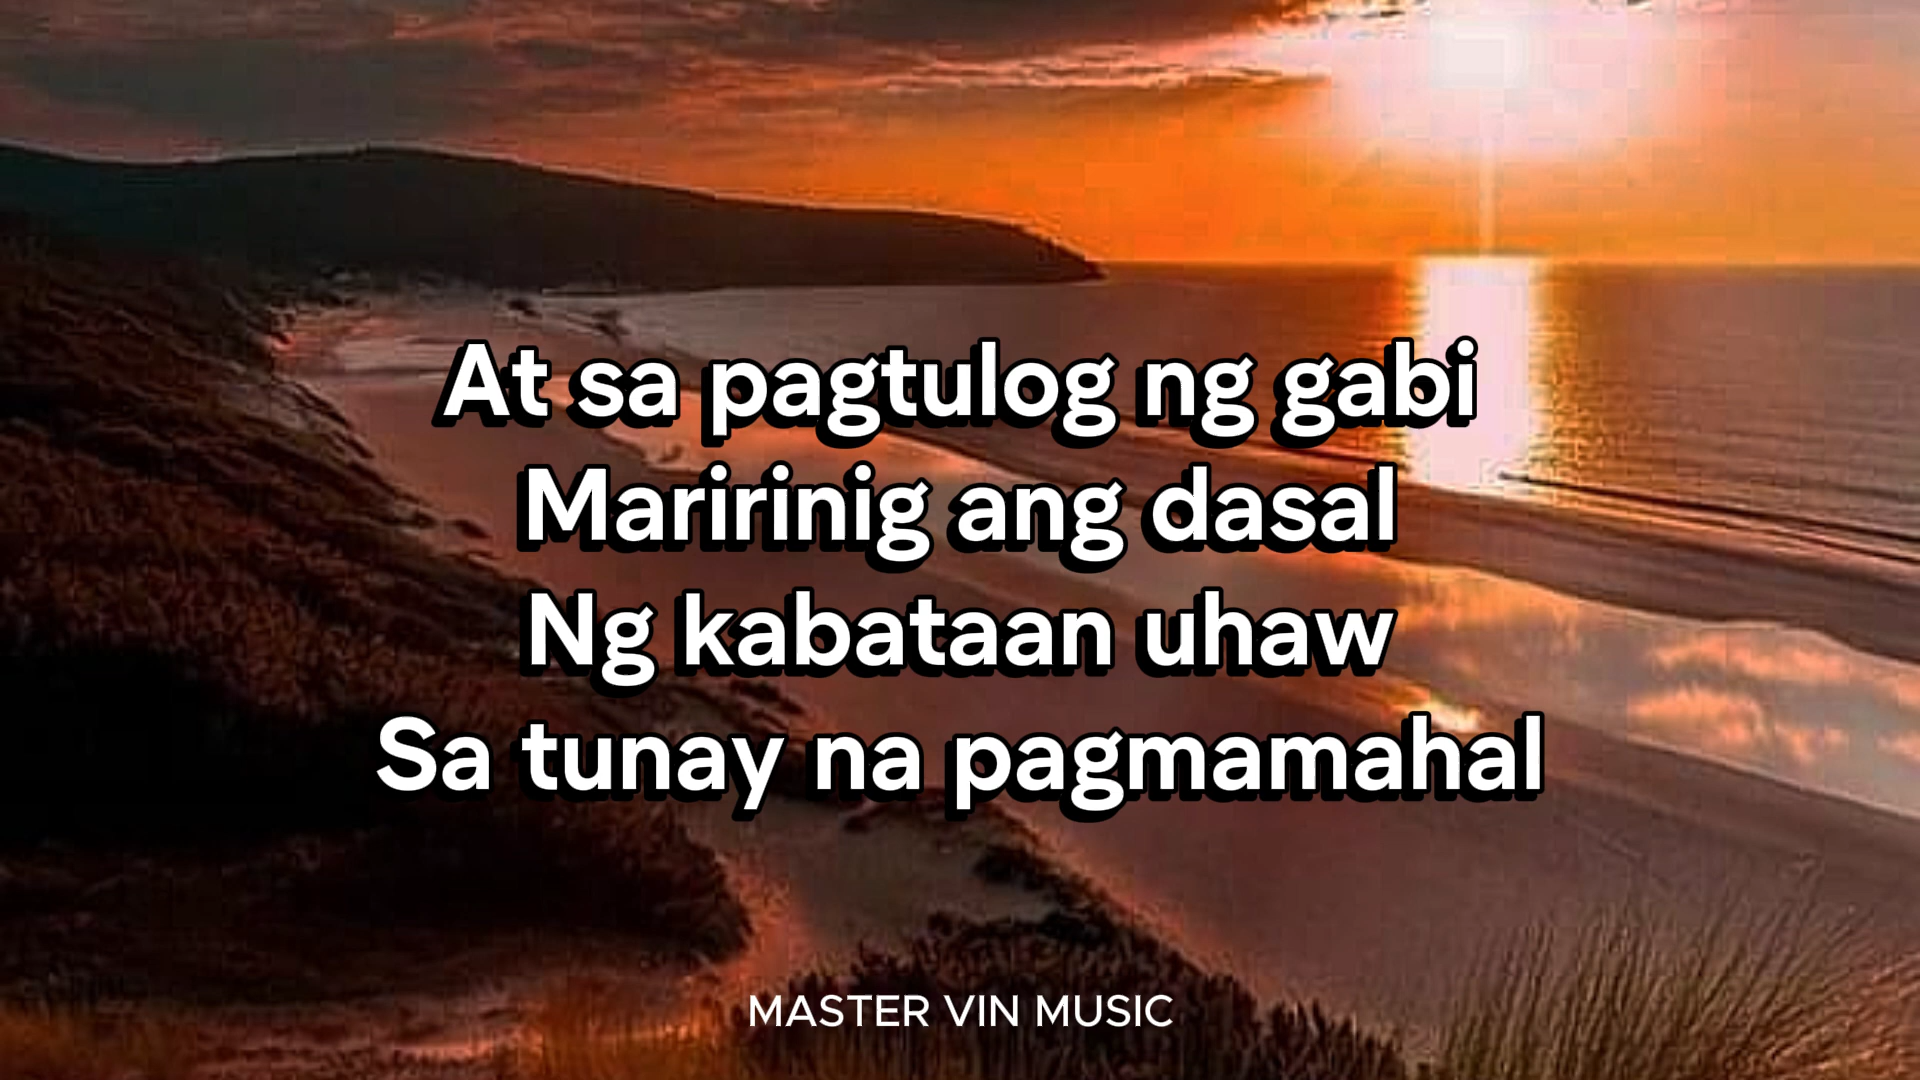 At sa pagtulog ng gabi
Maririnig ang dasal
Ng kabataan uhaw
Sa tunay na pagmamahal
MASTER VIN MUSIC